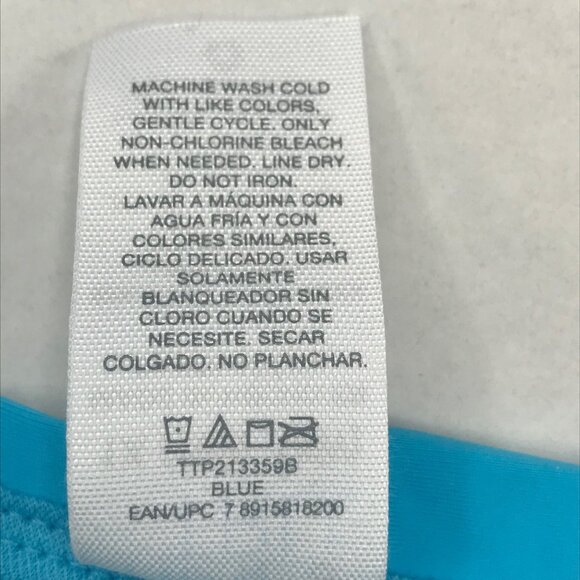 MACHINE WASH COLD
WITH LIKE COLORS,
GENTLE CYCLE. ONLY
NON-CHLORINE BLEACH
WHEN NEEDED. LINE DRY.
DO NOT IRON.
LAVAR A MÁQUINA CON
AGUA FRÍA Y CON
COLORES SIMILARES,
CICLO DELICADO. USAR
SOLAMENTE
BLANQUEADOR SIN
CLORO CUANDO SE
NECESITE. SECAR
COLGADO. NO PLANCHAR.
TTP213359B
BLUE
EAN/UPC 7 8915818200